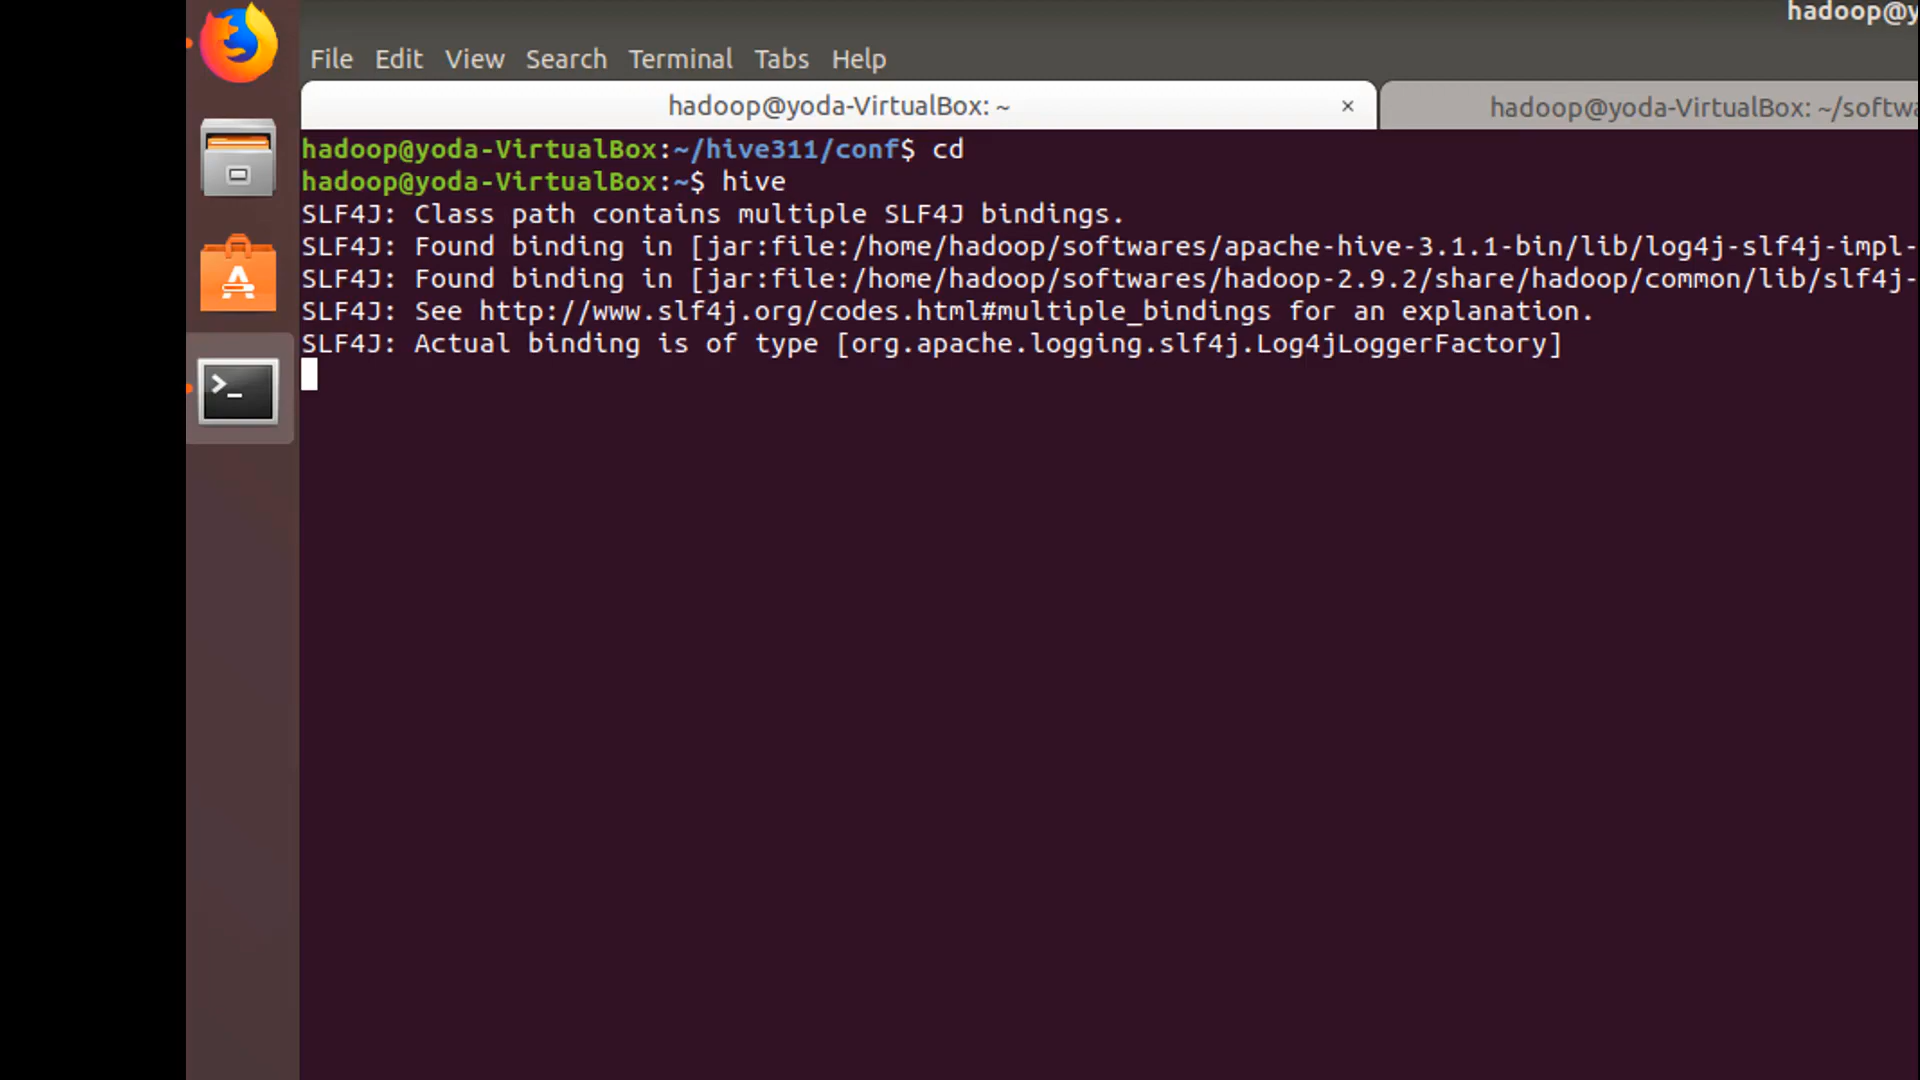 hadoop@y
File Edit View Search Terminal Tabs Help
hadoop@yoda-VirtualBox: ~ × hadoop@yoda-VirtualBox: ~/softwa
hadoop@yoda-VirtualBox:~/hive311/conf$ cd
hadoop@yoda-VirtualBox:~$ hive
SLF4J: Class path contains multiple SLF4J bindings.
SLF4J: Found binding in [jar:file:/home/hadoop/softwares/apache-hive-3.1.1-bin/lib/log4j-slf4j-impl-
SLF4J: Found binding in [jar:file:/home/hadoop/softwares/hadoop-2.9.2/share/hadoop/common/lib/slf4j-
SLF4J: See http://www.slf4j.org/codes.html#multiple_bindings for an explanation.
SLF4J: Actual binding is of type [org.apache.logging.slf4j.Log4jLoggerFactory]